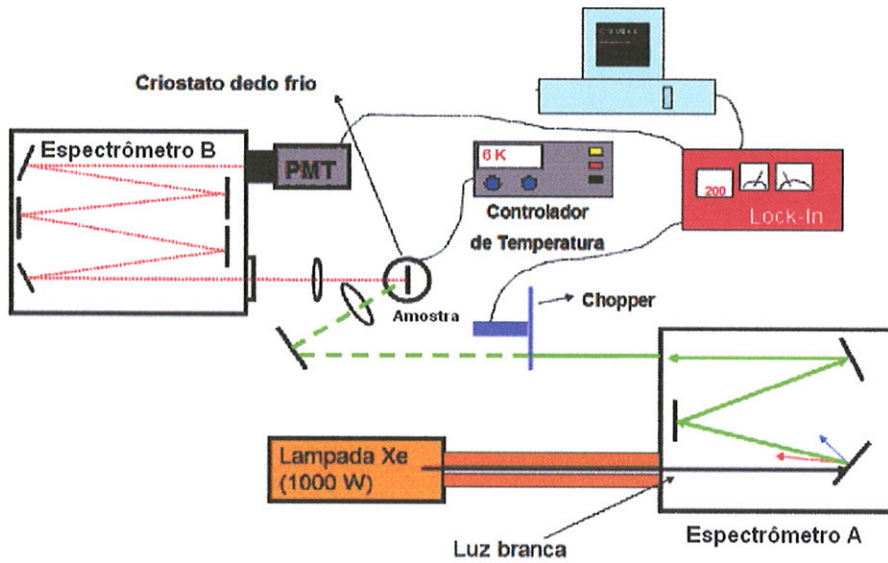 Criostato dedo frio
Espectrômetro B
PMT
6 K
Controlador
de Temperatura
200
Lock-In
Chopper
Amostra
Lampada Xe
(1000 W)
Luz branca
Espectrômetro A